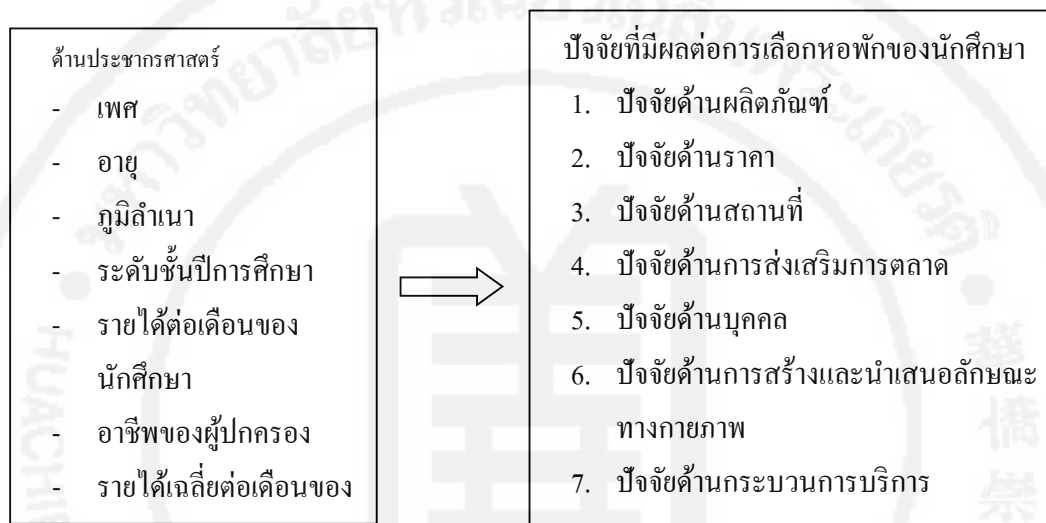 ด้านประชากรศาสตร์
- เพศ
- อายุ
- ภูมิลำเนา
- ระดับชั้นปีการศึกษา
- รายได้ต่อเดือนของ
นักศึกษา
- อาชีพของผู้ปกครอง
- รายได้เฉลี่ยต่อเดือนของ
ปัจจัยที่มีผลต่อการเลือกหอพักของนักศึกษา
1. ปัจจัยด้านผลิตภัณฑ์
2. ปัจจัยด้านราคา
3. ปัจจัยด้านสถานที่
4. ปัจจัยด้านการส่งเสริมการตลาด
5. ปัจจัยด้านบุคคล
6. ปัจจัยด้านการสร้างและนำเสนอลักษณะ
ทางกายภาพ
7. ปัจจัยด้านกระบวนการบริการ